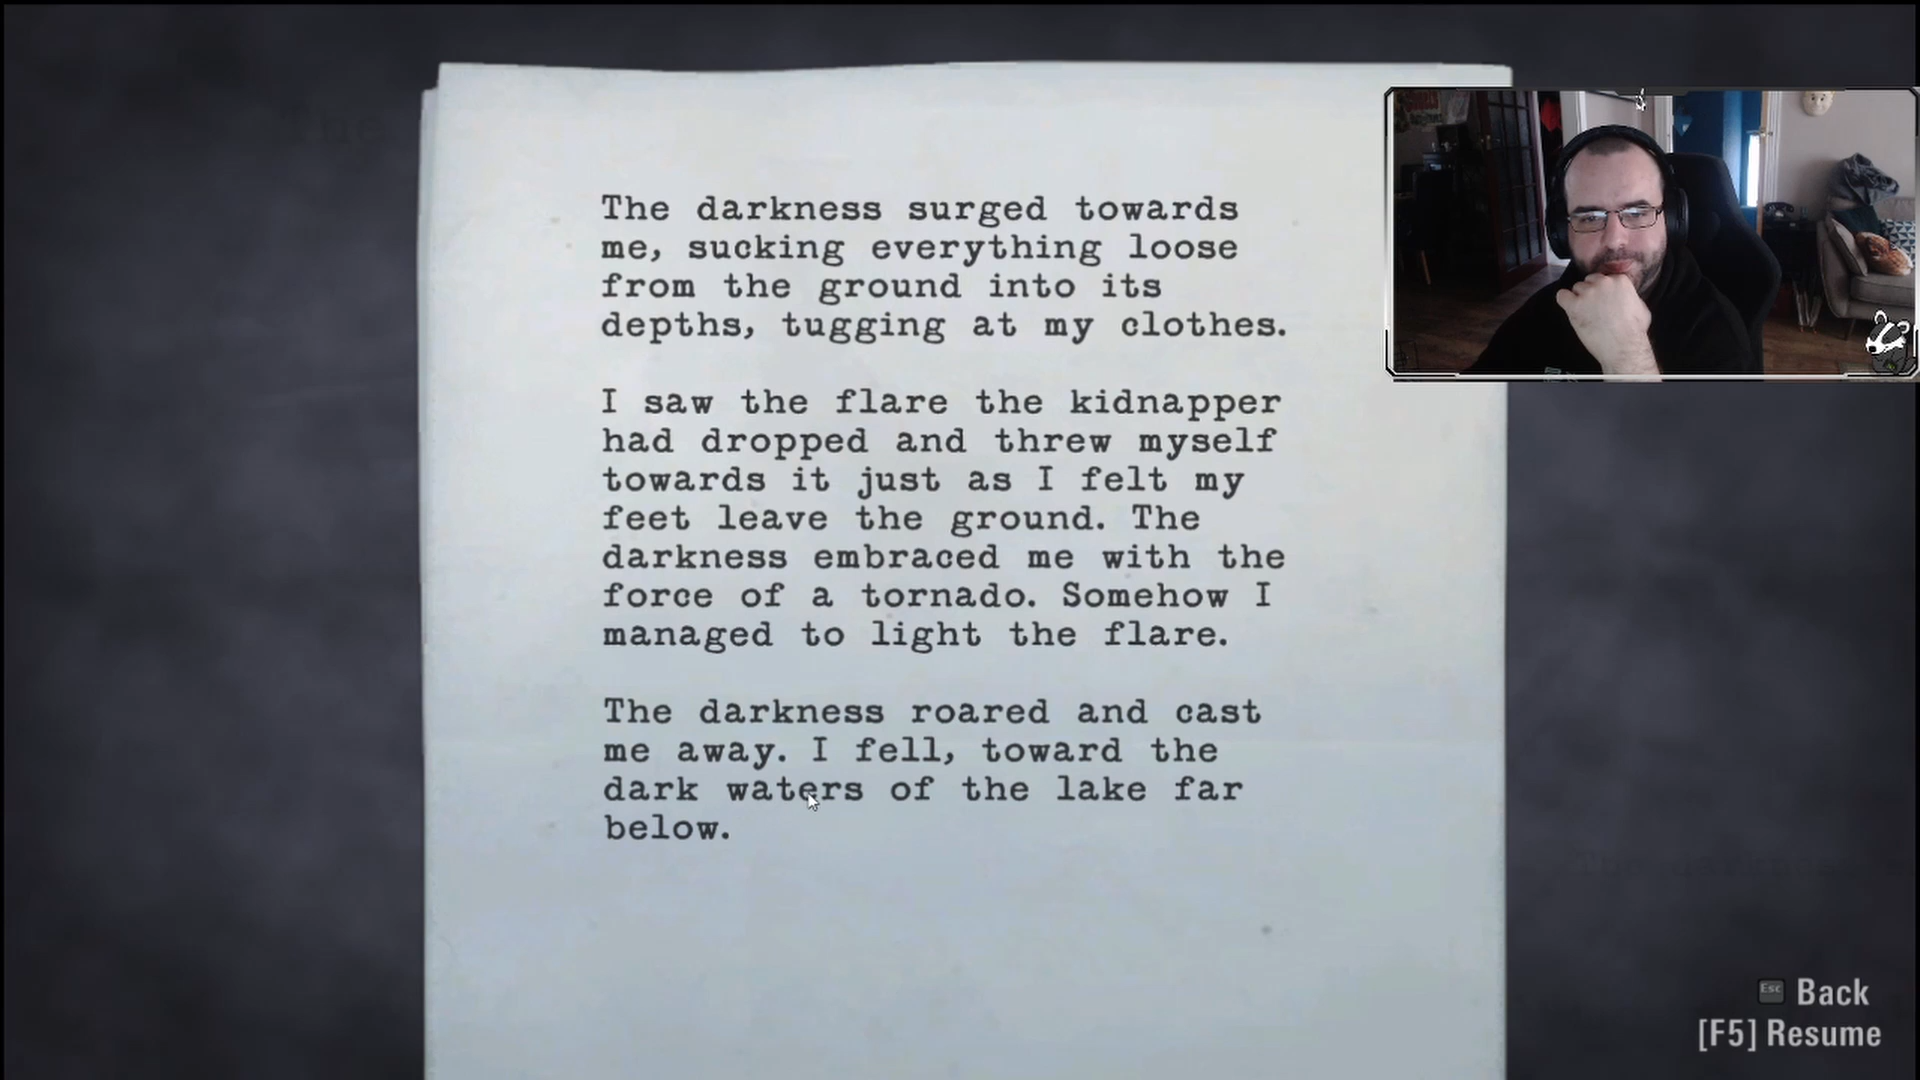 The darkness surged towards
me, sucking everything loose
from the ground into its
depths, tugging at my clothes.
I saw the flare the kidnapper
had dropped and threw myself
towards it just as I felt my
feet leave the ground. The
darkness embraced me with the
force of a tornado. Somehow I
managed to light the flare.
The darkness roared and cast
me away. I fell, toward the
dark waters of the lake far
below.
Esc Back
[F5] Resume